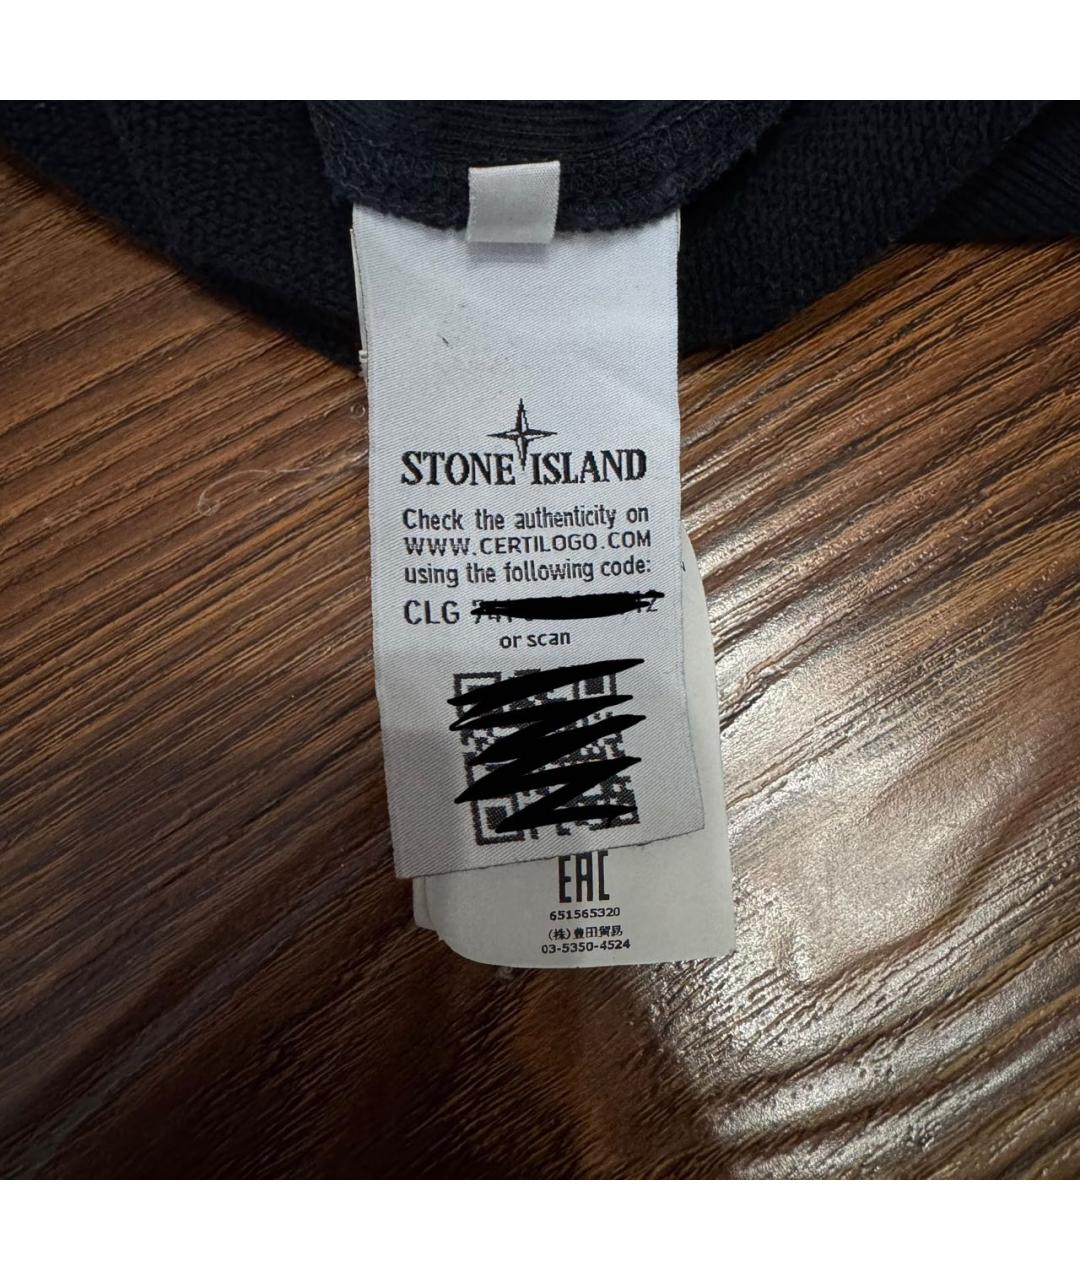 STONE ISLAND
Check the authenticity on
WWW.CERTILOGO.COM
using the following code:
CLG
or scan
EAC
651565320
(株)豊田貿易
03-5350-4524